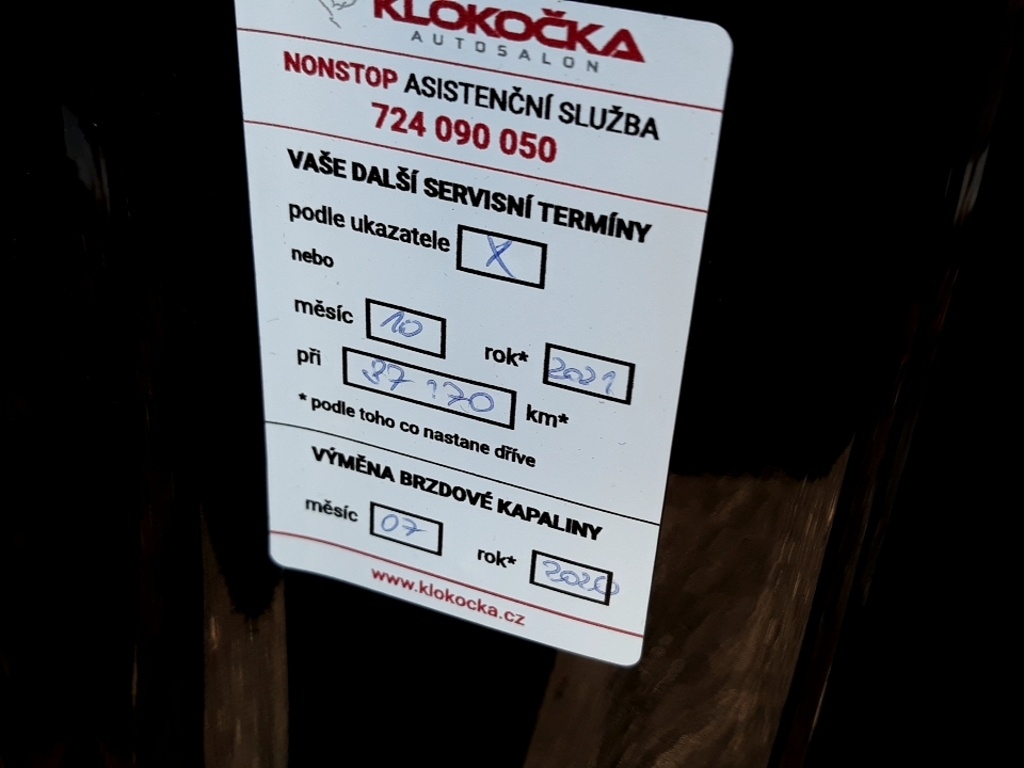 KLOKOČKA
AUTOSALON
NONSTOP ASISTENČNÍ SLUŽBA
724 090 050
VAŠE DALŠÍ SERVISNÍ TERMÍNY
podle ukazatele X
nebo
měsíc 10 rok* 2021
při 37 170 km*
* podle toho co nastane dříve
VÝMĚNA BRZDOVÉ KAPALINY
měsíc 07 rok* 2020
www.klokocka.cz